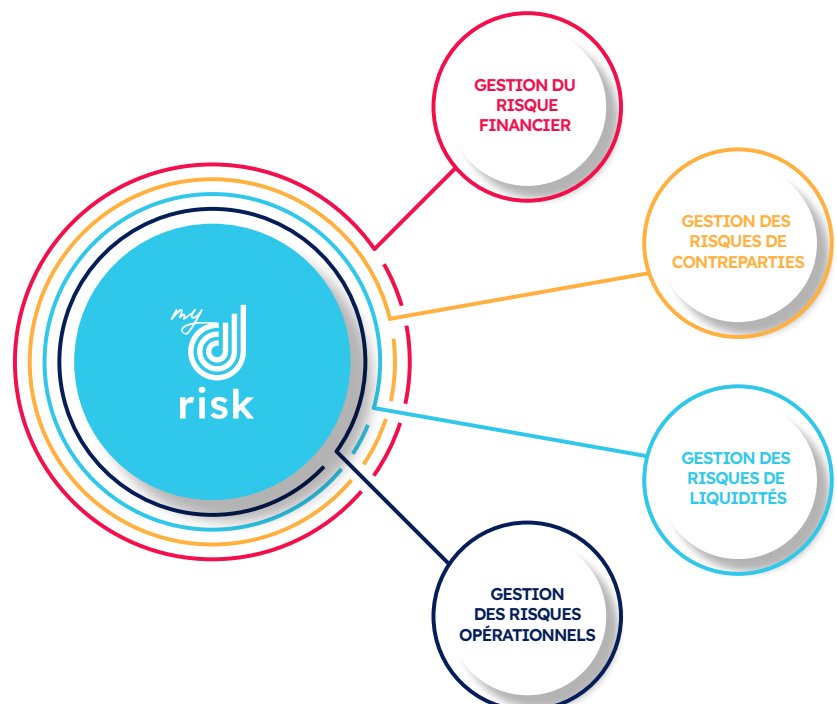 my
d
risk
GESTION DU
RISQUE
FINANCIER
GESTION DES
RISQUES DE
CONTREPARTIES
GESTION DES
RISQUES DE
LIQUIDITÉS
GESTION
DES RISQUES
OPÉRATIONNELS